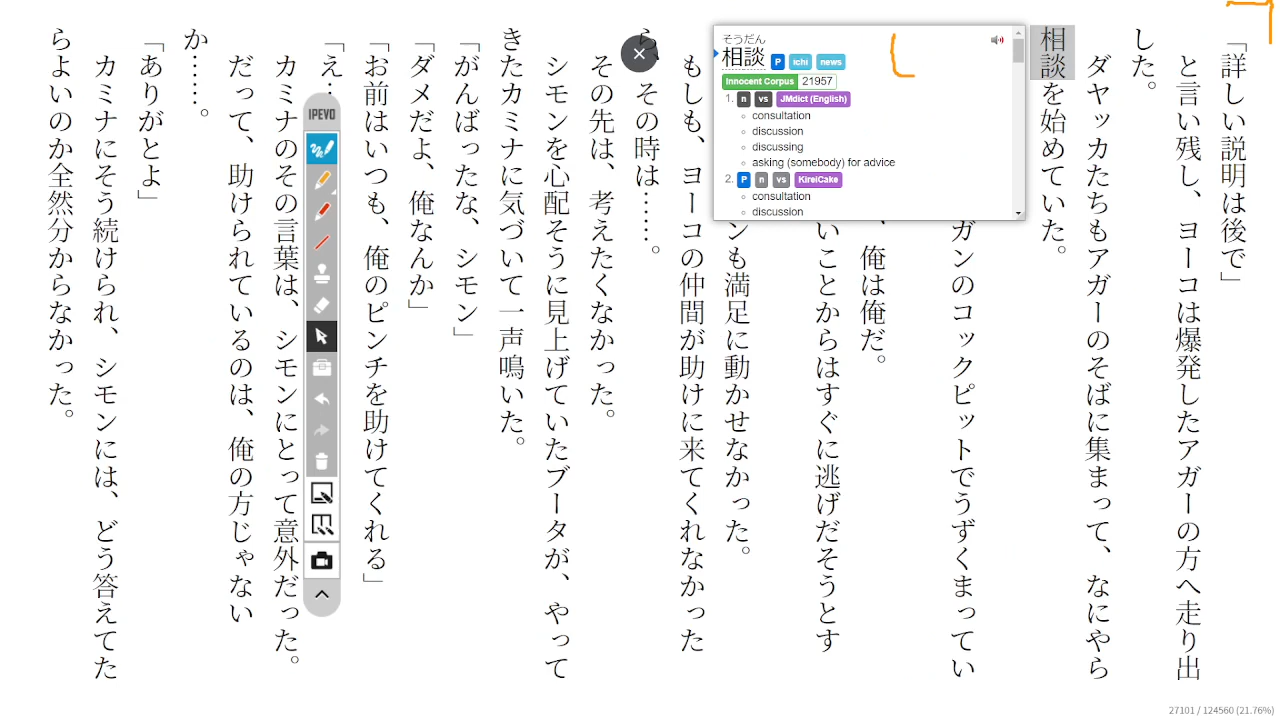 「詳しい説明は後で」
と言い残し、ヨーコは爆発したアガーの方へ走り出
した。
ダヤッカたちもアガーのそばに集まって、なにやら
相談を始めていた。
ガンのコックピットでうずくまってい
、俺は俺だ。
いことからはすぐに逃げだそうとす
ンも満足に動かせなかった。
もしも、ヨーコの仲間が助けに来てくれなかった
ら、その時は……。
その先は、考えたくなかった。
シモンを心配そうに見上げていたブータが、やって
きたカミナに気づいて一声鳴いた。
「がんばったな、シモン」
「ダメだよ、俺なんか」
「お前はいつも、俺のピンチを助けてくれる」
「え…
カミナのその言葉は、シモンにとって意外だった。
だって、助けられているのは、俺の方じゃない
か……。
「ありがとよ」
カミナにそう続けられ、シモンには、どう答えてた
らよいのか全然分からなかった。
そうだん
相談 P ichi news
Innocent Corpus 21957
1. n vs JMdict (English)
consultation
discussion
discussing
asking (somebody) for advice
2. P n vs KireiCake
consultation
discussion
IPEVO
27101 / 124560 (21.76%)